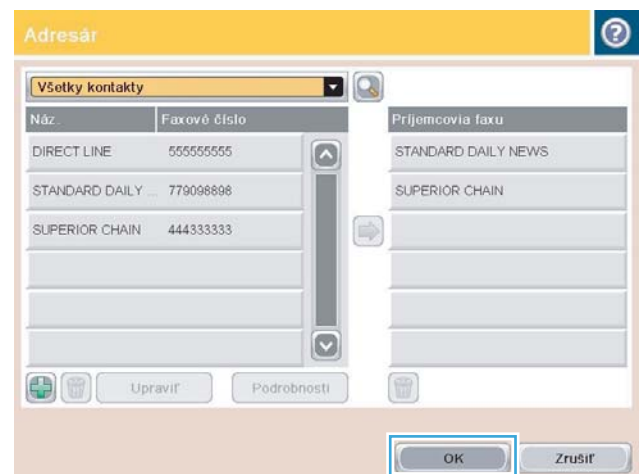 Adresár
Všetky kontakty
Náz. Faxové číslo
DIRECT LINE 555555555
STANDARD DAILY ... 779098898
SUPERIOR CHAIN 444333333
Príjemcovia faxu
STANDARD DAILY NEWS
SUPERIOR CHAIN
Upraviť Podrobnosti
OK Zrušiť